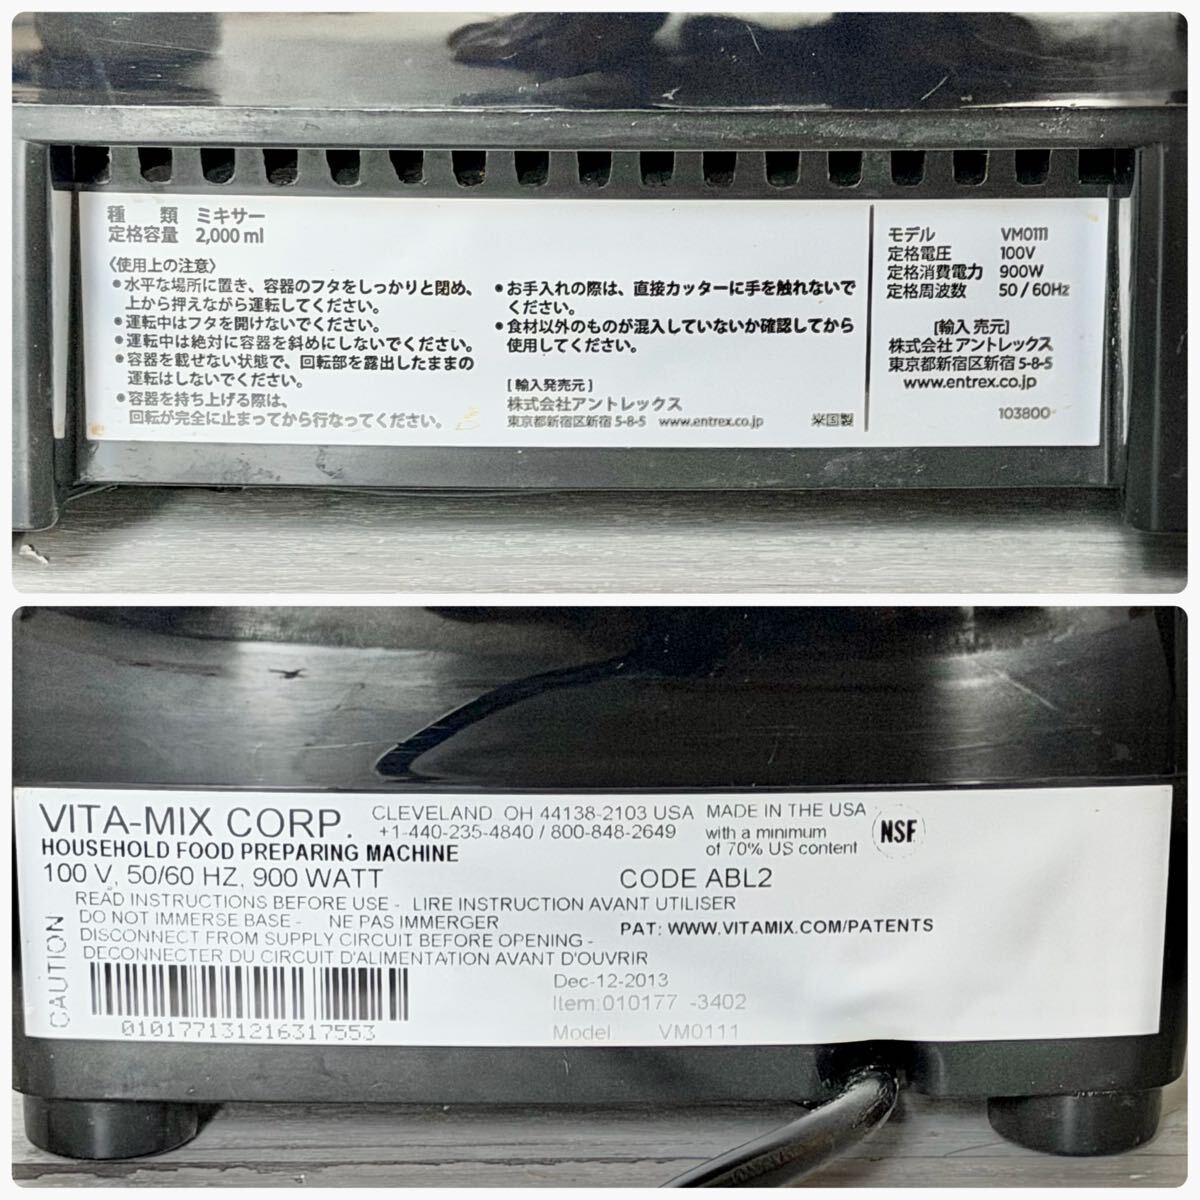 種 類 ミキサー
定格容量 2,000 ml
〈使用上の注意〉
●水平な場所に置き、容器のフタをしっかりと閉め、
上から押えながら運転してください。
●運転中はフタを開けないでください。
●運転中は絶対に容器を斜めにしないでください。
●容器を載せない状態で、回転部を露出したままの
運転はしないでください。
●容器を持ち上げる際は、
回転が完全に止まってから行なってください。
●お手入れの際は、直接カッターに手を触れないで
ください。
●食材以外のものが混入していないか確認してから
使用してください。
[輸入発売元]
株式会社アントレックス
東京都新宿区新宿 5-8-5 www.entrex.co.jp 米国製
モデル VM0111
定格電圧 100V
定格消費電力 900W
定格周波数 50 / 60Hz
[輸入 売元]
株式会社 アントレックス
東京都新宿区新宿 5-8-5
www.entrex.co.jp
103800
VITA-MIX CORP.
CLEVELAND OH 44138-2103 USA
+1-440-235-4840 / 800-848-2649
MADE IN THE USA
with a minimum
of 70% US content
NSF
HOUSEHOLD FOOD PREPARING MACHINE
100 V, 50/60 HZ, 900 WATT
CODE ABL2
CAUTION
READ INSTRUCTIONS BEFORE USE - LIRE INSTRUCTION AVANT UTILISER
DO NOT IMMERSE BASE - NE PAS IMMERGER
DISCONNECT FROM SUPPLY CIRCUIT BEFORE OPENING -
DECONNECTER DU CIRCUIT D'ALIMENTATION AVANT D'OUVRIR
PAT: WWW.VITAMIX.COM/PATENTS
Dec-12-2013
Item:010177 -3402
Model: VM0111
010177131216317553